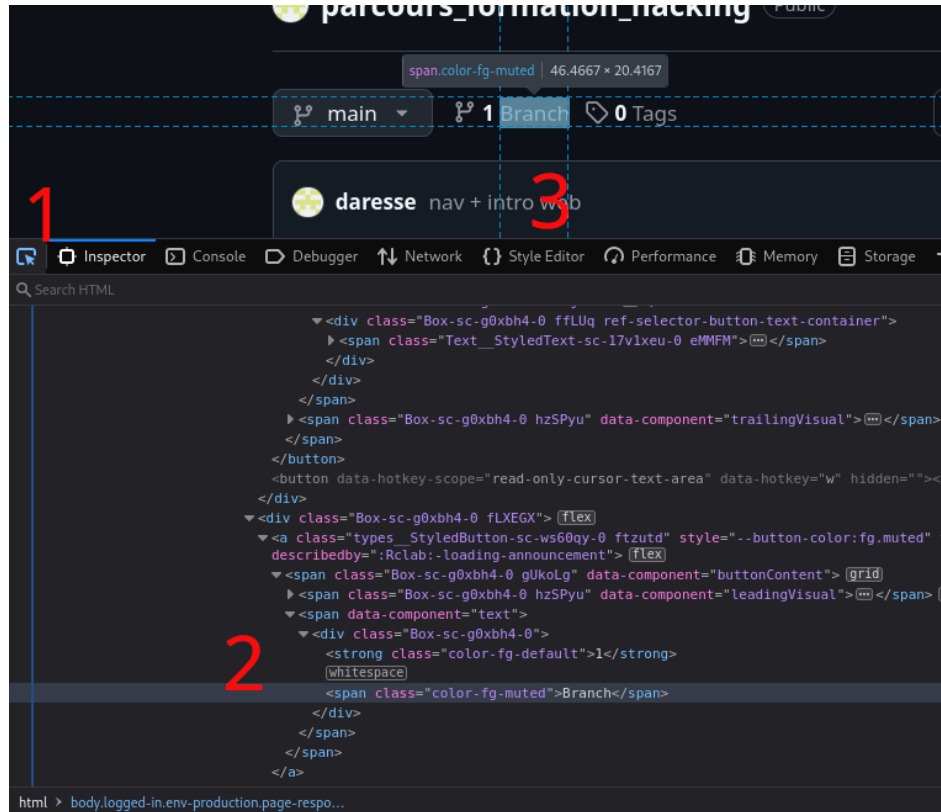 parcours_formation_hacking Public
span.color-fg-muted 46.4667 × 20.4167
main 1 Branch 0 Tags
1
daresse nav + intro web
3
Inspector Console Debugger Network {} Style Editor Performance Memory Storage
Search HTML
<div class="Box-sc-g0xbh4-0 ffLUq ref-selector-button-text-container">
<span class="Text__StyledText-sc-17v1xeu-0 eMMFM"></span>
</div>
</div>
</span>
<span class="Box-sc-g0xbh4-0 hzSPyu" data-component="trailingVisual"></span>
</span>
</button>
<button data-hotkey-scope="read-only-cursor-text-area" data-hotkey="w" hidden=""><
</div>
<div class="Box-sc-g0xbh4-0 fLXEGX"> flex
<a class="types__StyledButton-sc-ws60qy-0 ftzutd" style="--button-color:fg.muted"
describedby=":Rclab:-loading-announcement"> flex
<span class="Box-sc-g0xbh4-0 gUkoLg" data-component="buttonContent"> grid
<span class="Box-sc-g0xbh4-0 hzSPyu" data-component="leadingVisual"></span>
<span data-component="text">
<div class="Box-sc-g0xbh4-0">
2
<strong class="color-fg-default">1</strong>
whitespace
<span class="color-fg-muted">Branch</span>
</div>
</span>
</span>
</a>
html > body.logged-in.env-production.page-respo...